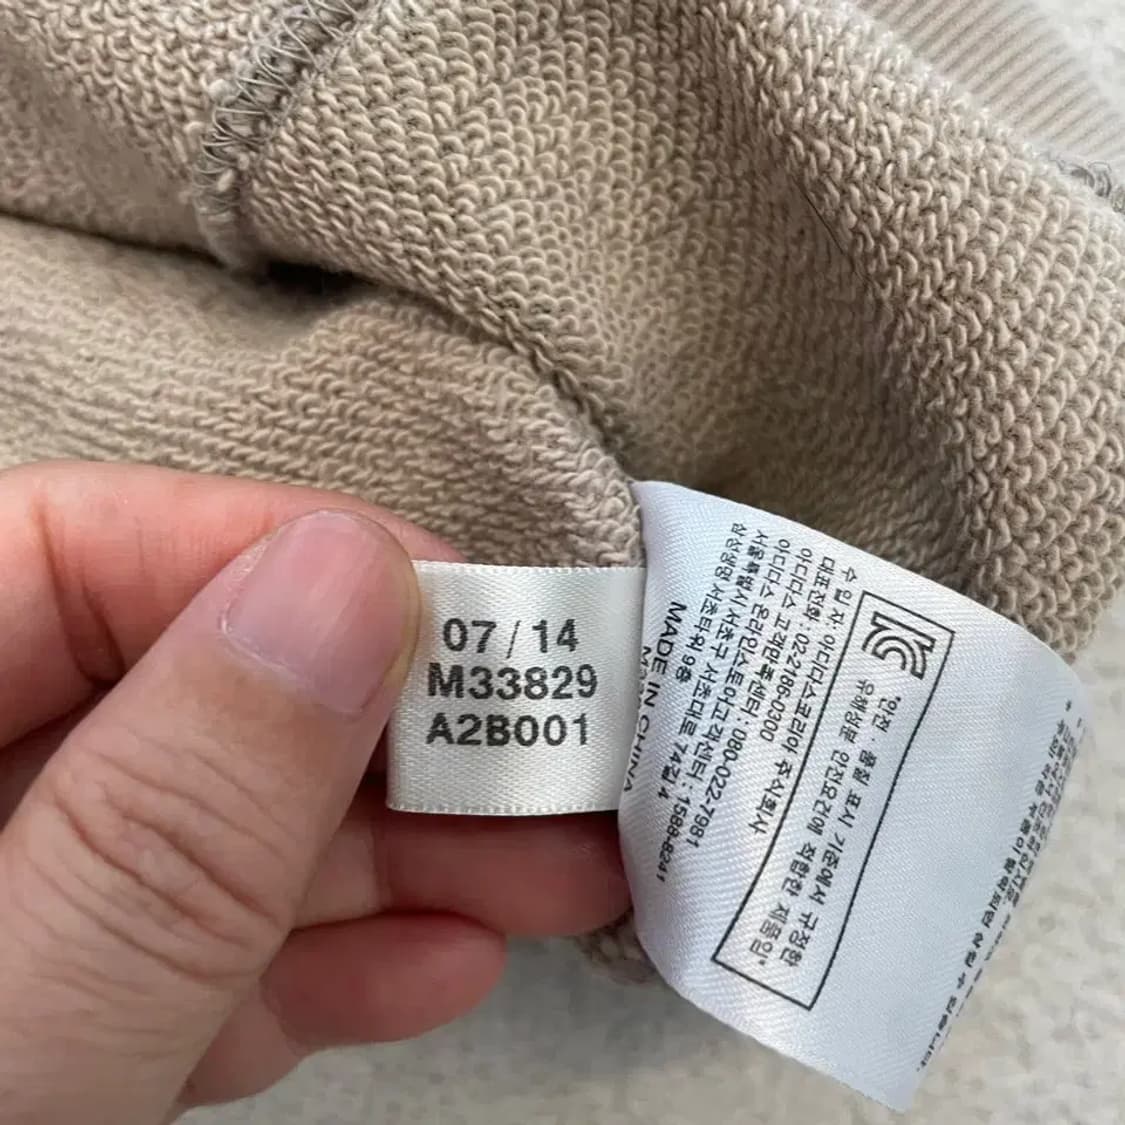 07/14
M33829
A2B001
KC
"안전·품질 표시 기준에서 규정한
유해성분 안전요건에 적합한 제품임"
수입자: 아디다스코리아 주식회사
대표전화: 02-2186-0300
아디다스 고객만족센터: 080-022-7981
아디다스 온라인스토어고객센터: 1588-8241
서울특별시 서초구 서초대로 74길 4
삼성생명 서초타워 9층
MADE IN CHINA